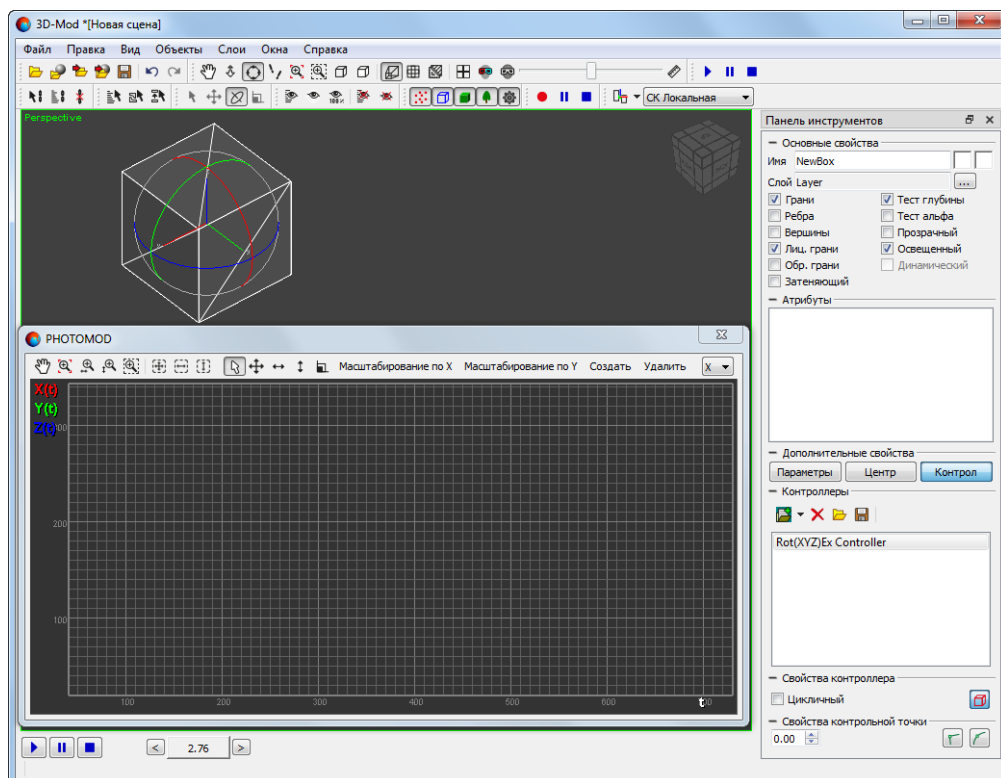 3D-Mod *[Новая сцена]
Файл Правка Вид Объекты Слои Окна Справка
100%
СК Локальная
Perspective
Панель инструментов
Основные свойства
Имя NewBox
Слой Layer ...
Грани Тест глубины
Ребра Тест альфа
Вершины Прозрачный
Лиц. грани Освещенный
Обр. грани Динамический
Затеняющий
Атрибуты
PHOTOMOD
Масштабирование по X Масштабирование по Y Создать Удалить X
X(t)
Y(t)
Z(t)
300
200
100
100 200 300 400 500 600 t
Дополнительные свойства
Параметры Центр Контрол
Контроллеры
Rot(XYZ)Ex Controller
Свойства контроллера
Цикличный
Свойства контрольной точки
0.00
< 2.76 >